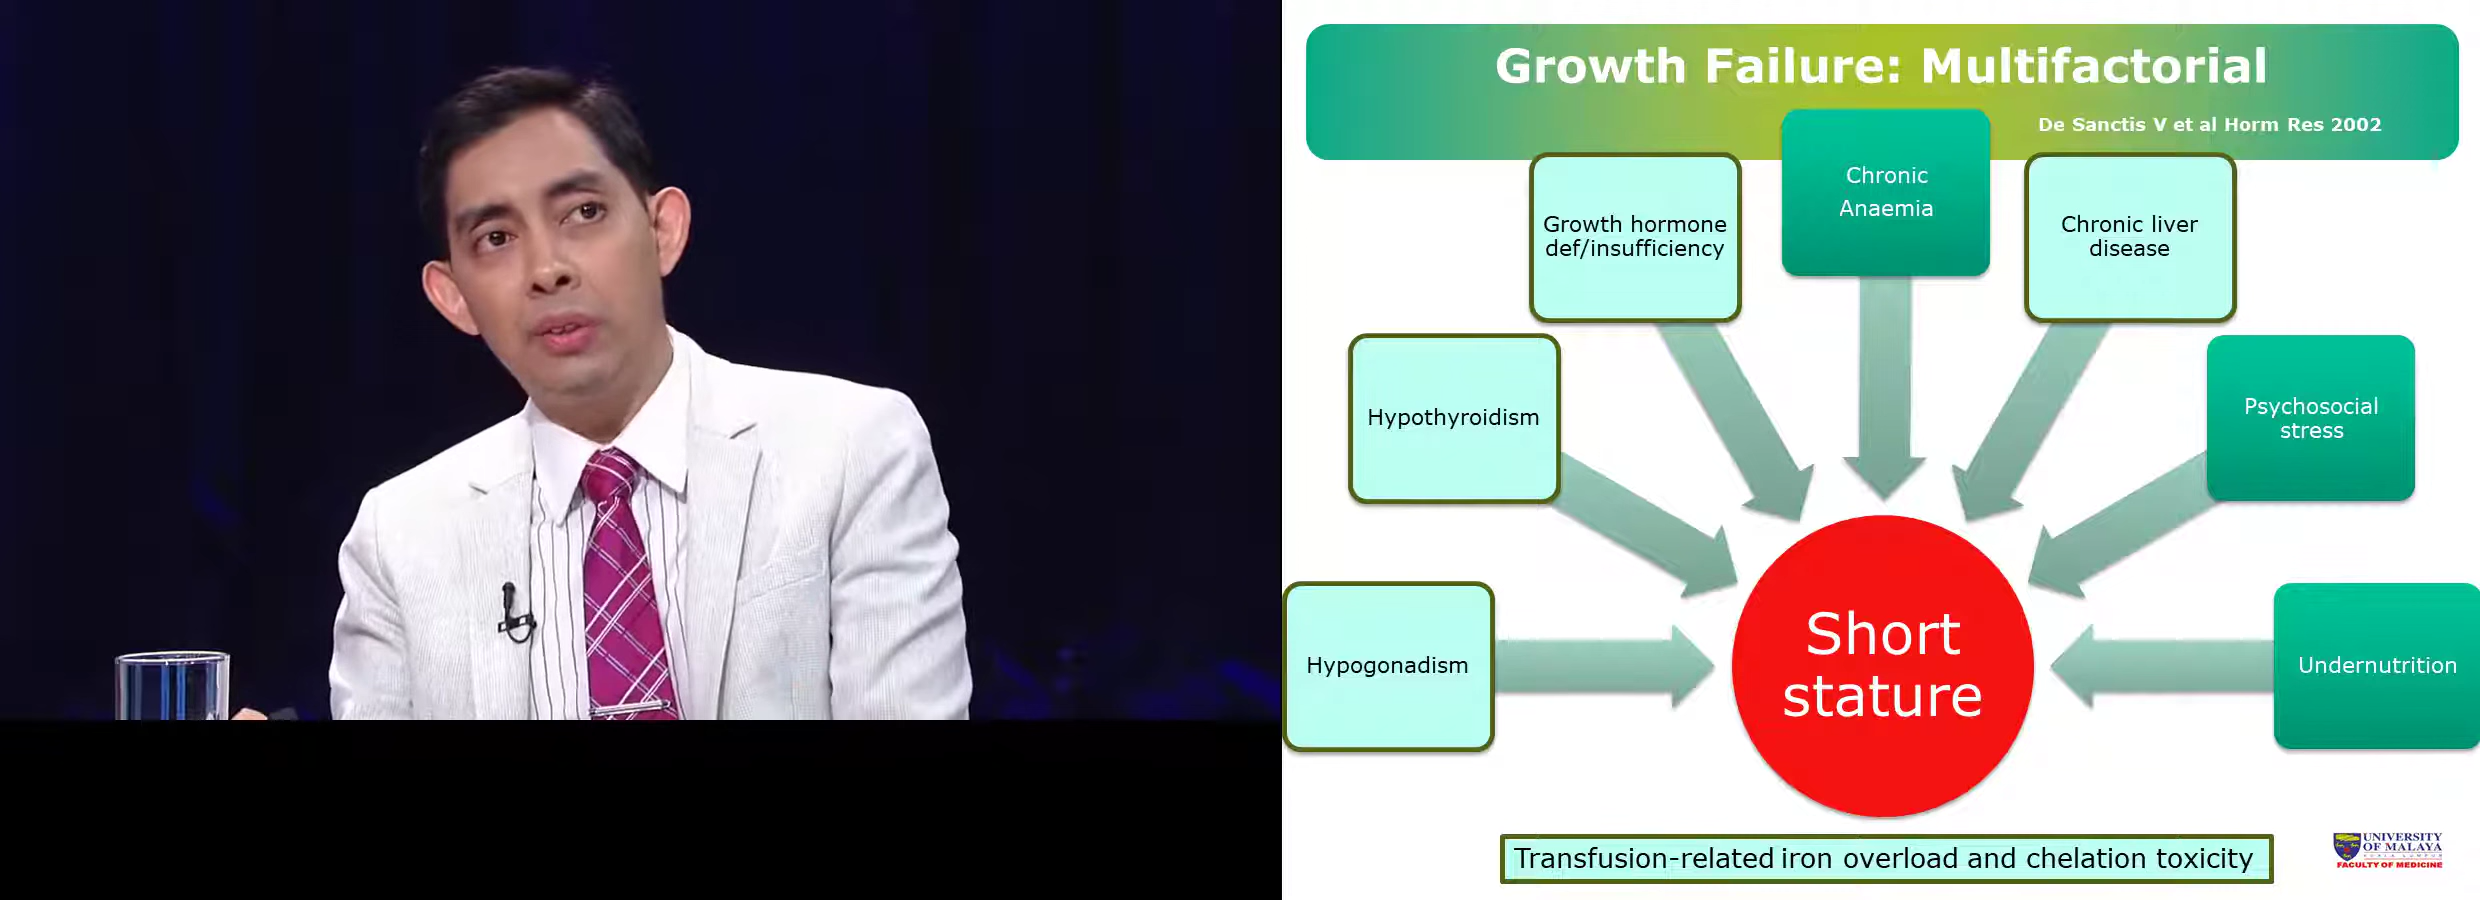 Growth Failure: Multifactorial
De Sanctis V et al Horm Res 2002
Chronic
Anaemia
Growth hormone
def/insufficiency
Chronic liver
disease
Hypothyroidism
Psychosocial
stress
Hypogonadism
Short
stature
Undernutrition
Transfusion-related iron overload and chelation toxicity
UNIVERSITY
OF MALAYA
FACULTY OF MEDICINE